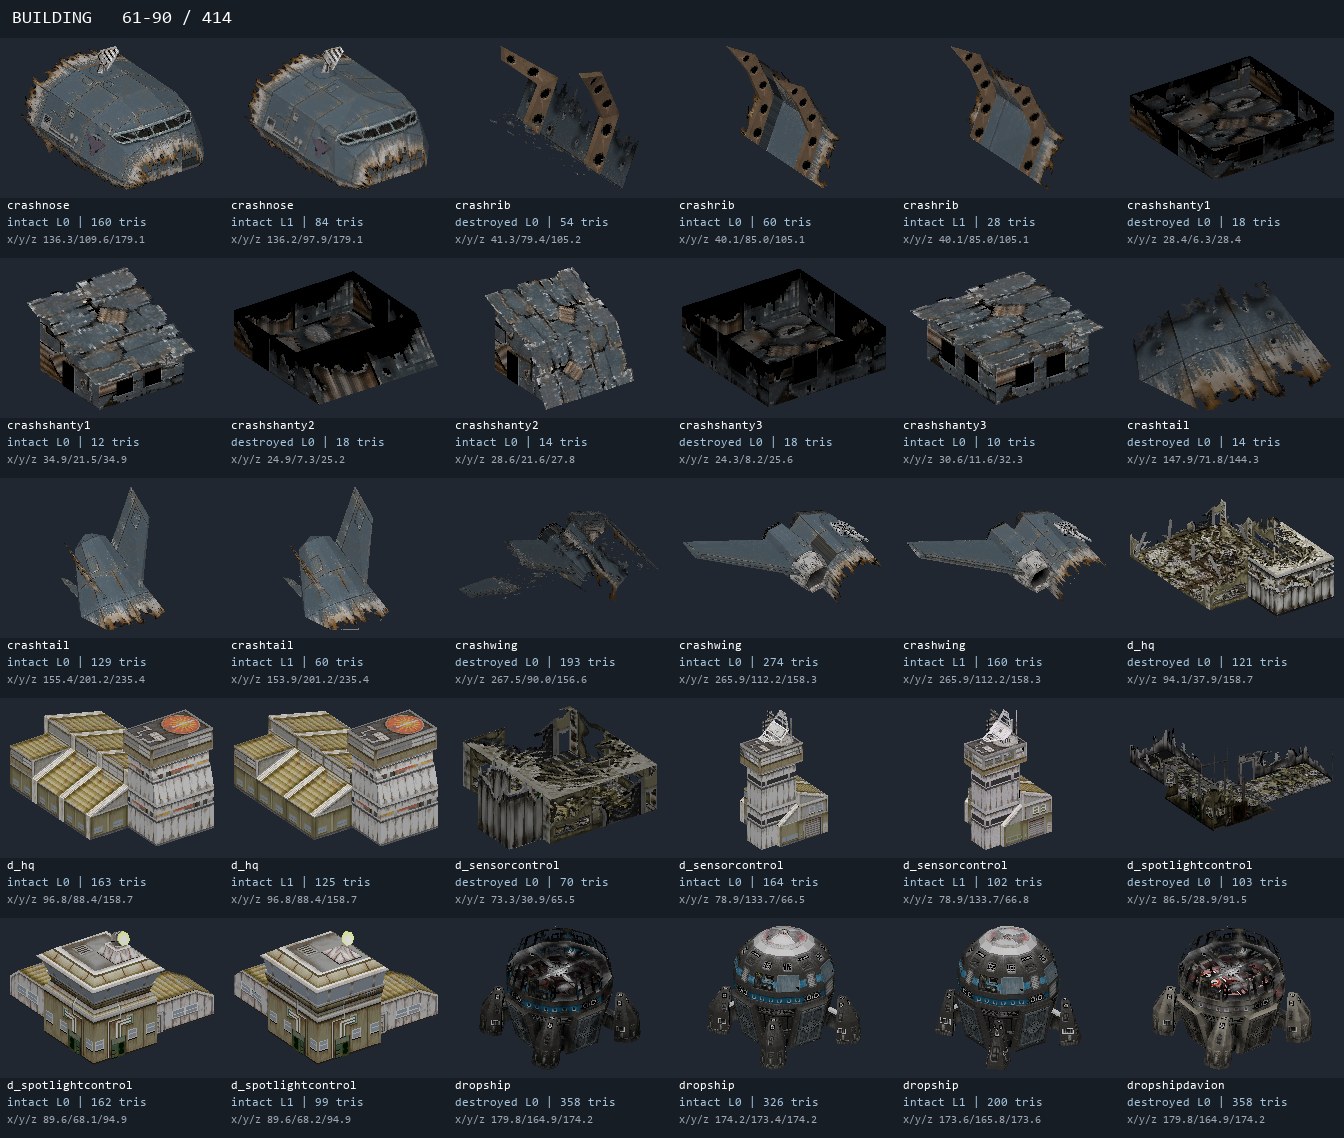 BUILDING 61-90 / 414
crashnose
intact L0 | 160 tris
x/y/z 136.3/109.6/179.1
crashnose
intact L1 | 84 tris
x/y/z 136.2/97.9/179.1
crashrib
destroyed L0 | 54 tris
x/y/z 41.3/79.4/105.2
crashrib
intact L0 | 60 tris
x/y/z 40.1/85.0/105.1
crashrib
intact L1 | 28 tris
x/y/z 40.1/85.0/105.1
crashshanty1
destroyed L0 | 18 tris
x/y/z 28.4/6.3/28.4
crashshanty1
intact L0 | 12 tris
x/y/z 34.9/21.5/34.9
crashshanty2
destroyed L0 | 18 tris
x/y/z 24.9/7.3/25.2
crashshanty2
intact L0 | 14 tris
x/y/z 28.6/21.6/27.8
crashshanty3
destroyed L0 | 18 tris
x/y/z 24.3/8.2/25.6
crashshanty3
intact L0 | 10 tris
x/y/z 30.6/11.6/32.3
crashtail
destroyed L0 | 14 tris
x/y/z 147.9/71.8/144.3
crashtail
intact L0 | 129 tris
x/y/z 155.4/201.2/235.4
crashtail
intact L1 | 60 tris
x/y/z 153.9/201.2/235.4
crashwing
destroyed L0 | 193 tris
x/y/z 267.5/90.0/156.6
crashwing
intact L0 | 274 tris
x/y/z 265.9/112.2/158.3
crashwing
intact L1 | 160 tris
x/y/z 265.9/112.2/158.3
d_hq
destroyed L0 | 121 tris
x/y/z 94.1/37.9/158.7
d_hq
intact L0 | 163 tris
x/y/z 96.8/88.4/158.7
d_hq
intact L1 | 125 tris
x/y/z 96.8/88.4/158.7
d_sensorcontrol
destroyed L0 | 70 tris
x/y/z 73.3/30.9/65.5
d_sensorcontrol
intact L0 | 164 tris
x/y/z 78.9/133.7/66.5
d_sensorcontrol
intact L1 | 102 tris
x/y/z 78.9/133.7/66.8
d_spotlightcontrol
destroyed L0 | 103 tris
x/y/z 86.5/28.9/91.5
d_spotlightcontrol
intact L0 | 162 tris
x/y/z 89.6/68.1/94.9
d_spotlightcontrol
intact L1 | 99 tris
x/y/z 89.6/68.2/94.9
dropship
destroyed L0 | 358 tris
x/y/z 179.8/164.9/174.2
dropship
intact L0 | 326 tris
x/y/z 174.2/173.4/174.2
dropship
intact L1 | 200 tris
x/y/z 173.6/165.8/173.6
dropshipdavion
destroyed L0 | 358 tris
x/y/z 179.8/164.9/174.2